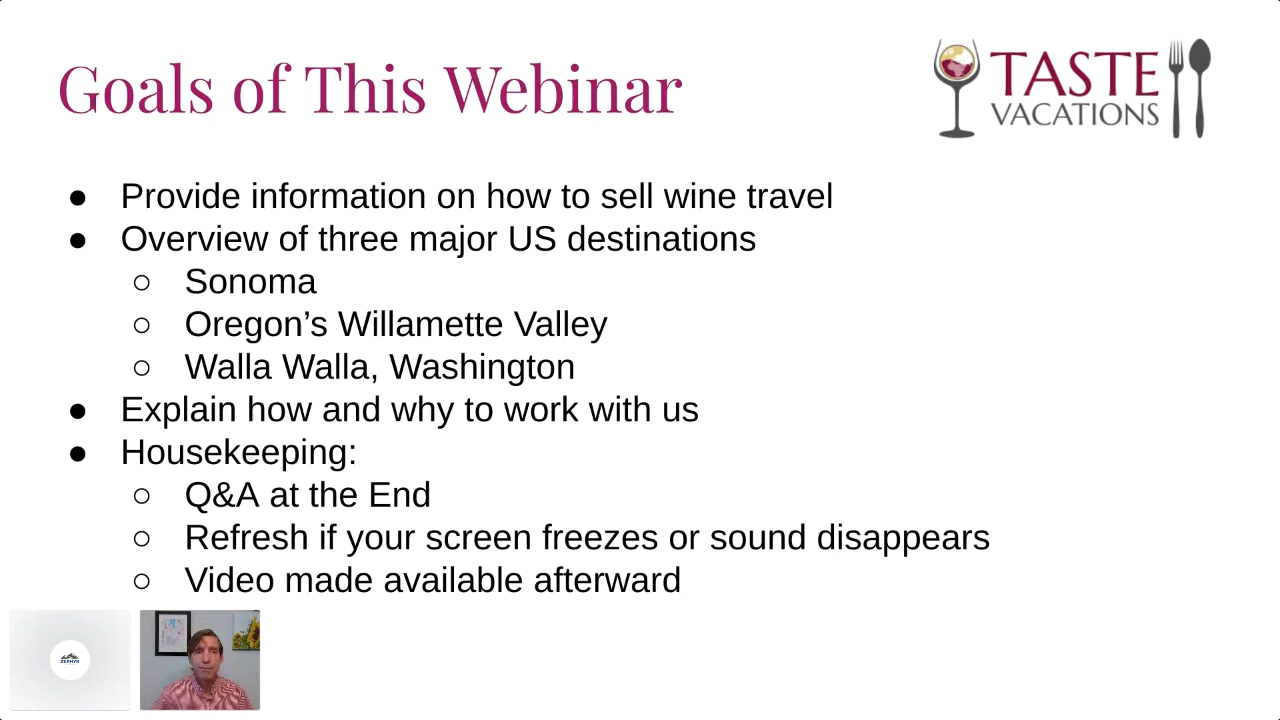 Goals of This Webinar
TASTE
VACATIONS
● Provide information on how to sell wine travel
● Overview of three major US destinations
○ Sonoma
○ Oregon’s Willamette Valley
○ Walla Walla, Washington
● Explain how and why to work with us
● Housekeeping:
○ Q&A at the End
○ Refresh if your screen freezes or sound disappears
○ Video made available afterward
ZEPHYR